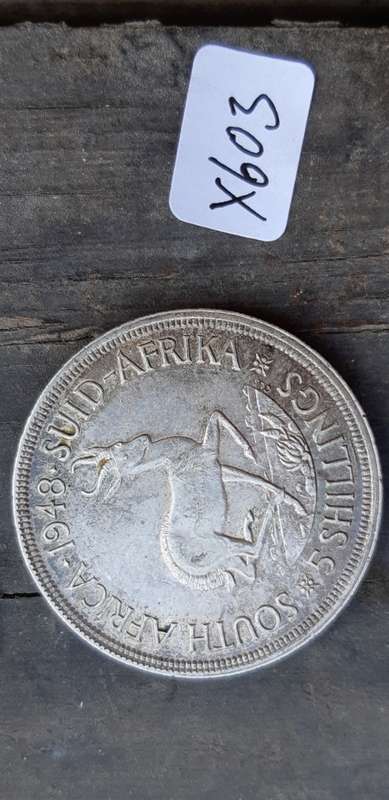 X603
SOUTH AFRICA · 1948 · SUID-AFRIKA
5 SHILLINGS